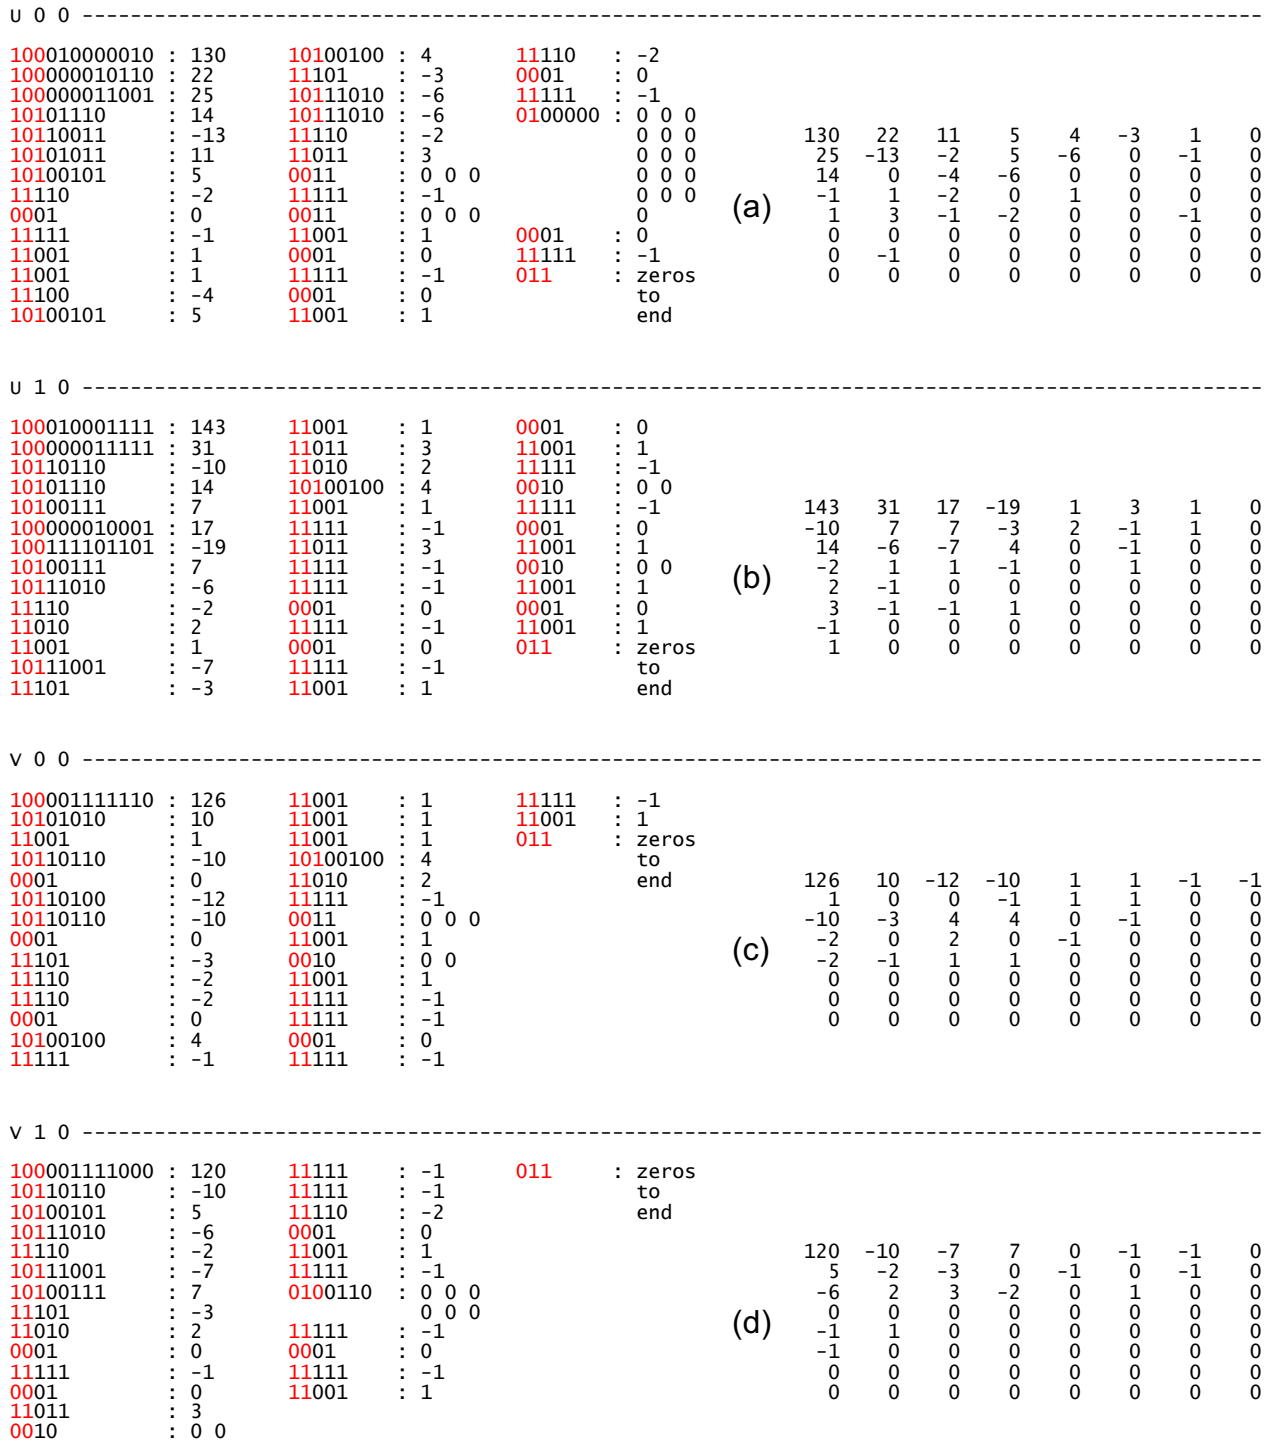 U 0 0 --------------------------------------------------------------------------------------------------
100010000010 : 130 10100100 : 4 11110 : -2
100000010110 : 22 11101 : -3 0001 : 0
100000011001 : 25 10111010 : -6 11111 : -1
10101110 : 14 10111010 : -6 0100000 : 0 0 0
10110011 : -13 11110 : -2 0 0 0 130 22 11 5 4 -3 1 0
10101011 : 11 11011 : 3 0 0 0 25 -13 -2 5 -6 0 -1 0
10100101 : 5 0011 : 0 0 0 0 0 0 14 0 -4 -6 0 0 0 0
11110 : -2 11111 : -1 0 0 0 (a) -1 1 -2 0 1 0 0 0
0001 : 0 0011 : 0 0 0 0 1 3 -1 -2 0 0 -1 0
11111 : -1 11001 : 1 0001 : 0 0 0 0 0 0 0 0 0
11001 : 1 0001 : 0 11111 : -1 0 -1 0 0 0 0 0 0
11001 : 1 11111 : -1 011 : zeros 0 0 0 0 0 0 0 0
11100 : -4 0001 : 0 to
10100101 : 5 11001 : 1 end
U 1 0 --------------------------------------------------------------------------------------------------
100010001111 : 143 11001 : 1 0001 : 0
100000011111 : 31 11011 : 3 11001 : 1
10110110 : -10 11010 : 2 11111 : -1
10101110 : 14 10100100 : 4 0010 : 0 0
10100111 : 7 11001 : 1 11111 : -1 143 31 17 -19 1 3 1 0
100000010001 : 17 11111 : -1 0001 : 0 -10 7 7 -3 2 -1 1 0
100111101101 : -19 11011 : 3 11001 : 1 14 -6 -7 4 0 -1 0 0
10100111 : 7 11111 : -1 0010 : 0 0 -2 1 1 -1 0 1 0 0
10111010 : -6 11111 : -1 11001 : 1 (b) 2 -1 0 0 0 0 0 0
11110 : -2 0001 : 0 0001 : 0 3 -1 -1 1 0 0 0 0
11010 : 2 11111 : -1 11001 : 1 -1 0 0 0 0 0 0 0
11001 : 1 0001 : 0 011 : zeros 1 0 0 0 0 0 0 0
10111001 : -7 11111 : -1 to
11101 : -3 11001 : 1 end
V 0 0 --------------------------------------------------------------------------------------------------
100001111110 : 126 11001 : 1 11111 : -1
10101010 : 10 11001 : 1 11001 : 1
11001 : 1 11001 : 1 011 : zeros
10110110 : -10 10100100 : 4 to
0001 : 0 11010 : 2 end 126 10 -12 -10 1 1 -1 -1
10110100 : -12 11111 : -1 1 0 0 -1 1 1 0 0
10110110 : -10 0011 : 0 0 0 -10 -3 4 4 0 -1 0 0
0001 : 0 11001 : 1 -2 0 2 0 -1 0 0 0
11101 : -3 0010 : 0 0 (c) -2 -1 1 1 0 0 0 0
11110 : -2 11001 : 1 0 0 0 0 0 0 0 0
11110 : -2 11111 : -1 0 0 0 0 0 0 0 0
0001 : 0 11111 : -1 0 0 0 0 0 0 0 0
10100100 : 4 0001 : 0
11111 : -1 11111 : -1
V 1 0 --------------------------------------------------------------------------------------------------
100001111000 : 120 11111 : -1 011 : zeros
10110110 : -10 11111 : -1 to
10100101 : 5 11110 : -2 end
10111010 : -6 0001 : 0
11110 : -2 11001 : 1 120 -10 -7 7 0 -1 -1 0
10111001 : -7 11111 : -1 5 -2 -3 0 -1 0 -1 0
10100111 : 7 0100110 : 0 0 0 -6 2 3 -2 0 1 0 0
11101 : -3 0 0 0 (d) 0 0 0 0 0 0 0 0
11010 : 2 11111 : -1 -1 1 0 0 0 0 0 0
0001 : 0 0001 : 0 -1 0 0 0 0 0 0 0
11111 : -1 11111 : -1 0 0 0 0 0 0 0 0
0001 : 0 11001 : 1 0 0 0 0 0 0 0 0
11011 : 3
0010 : 0 0